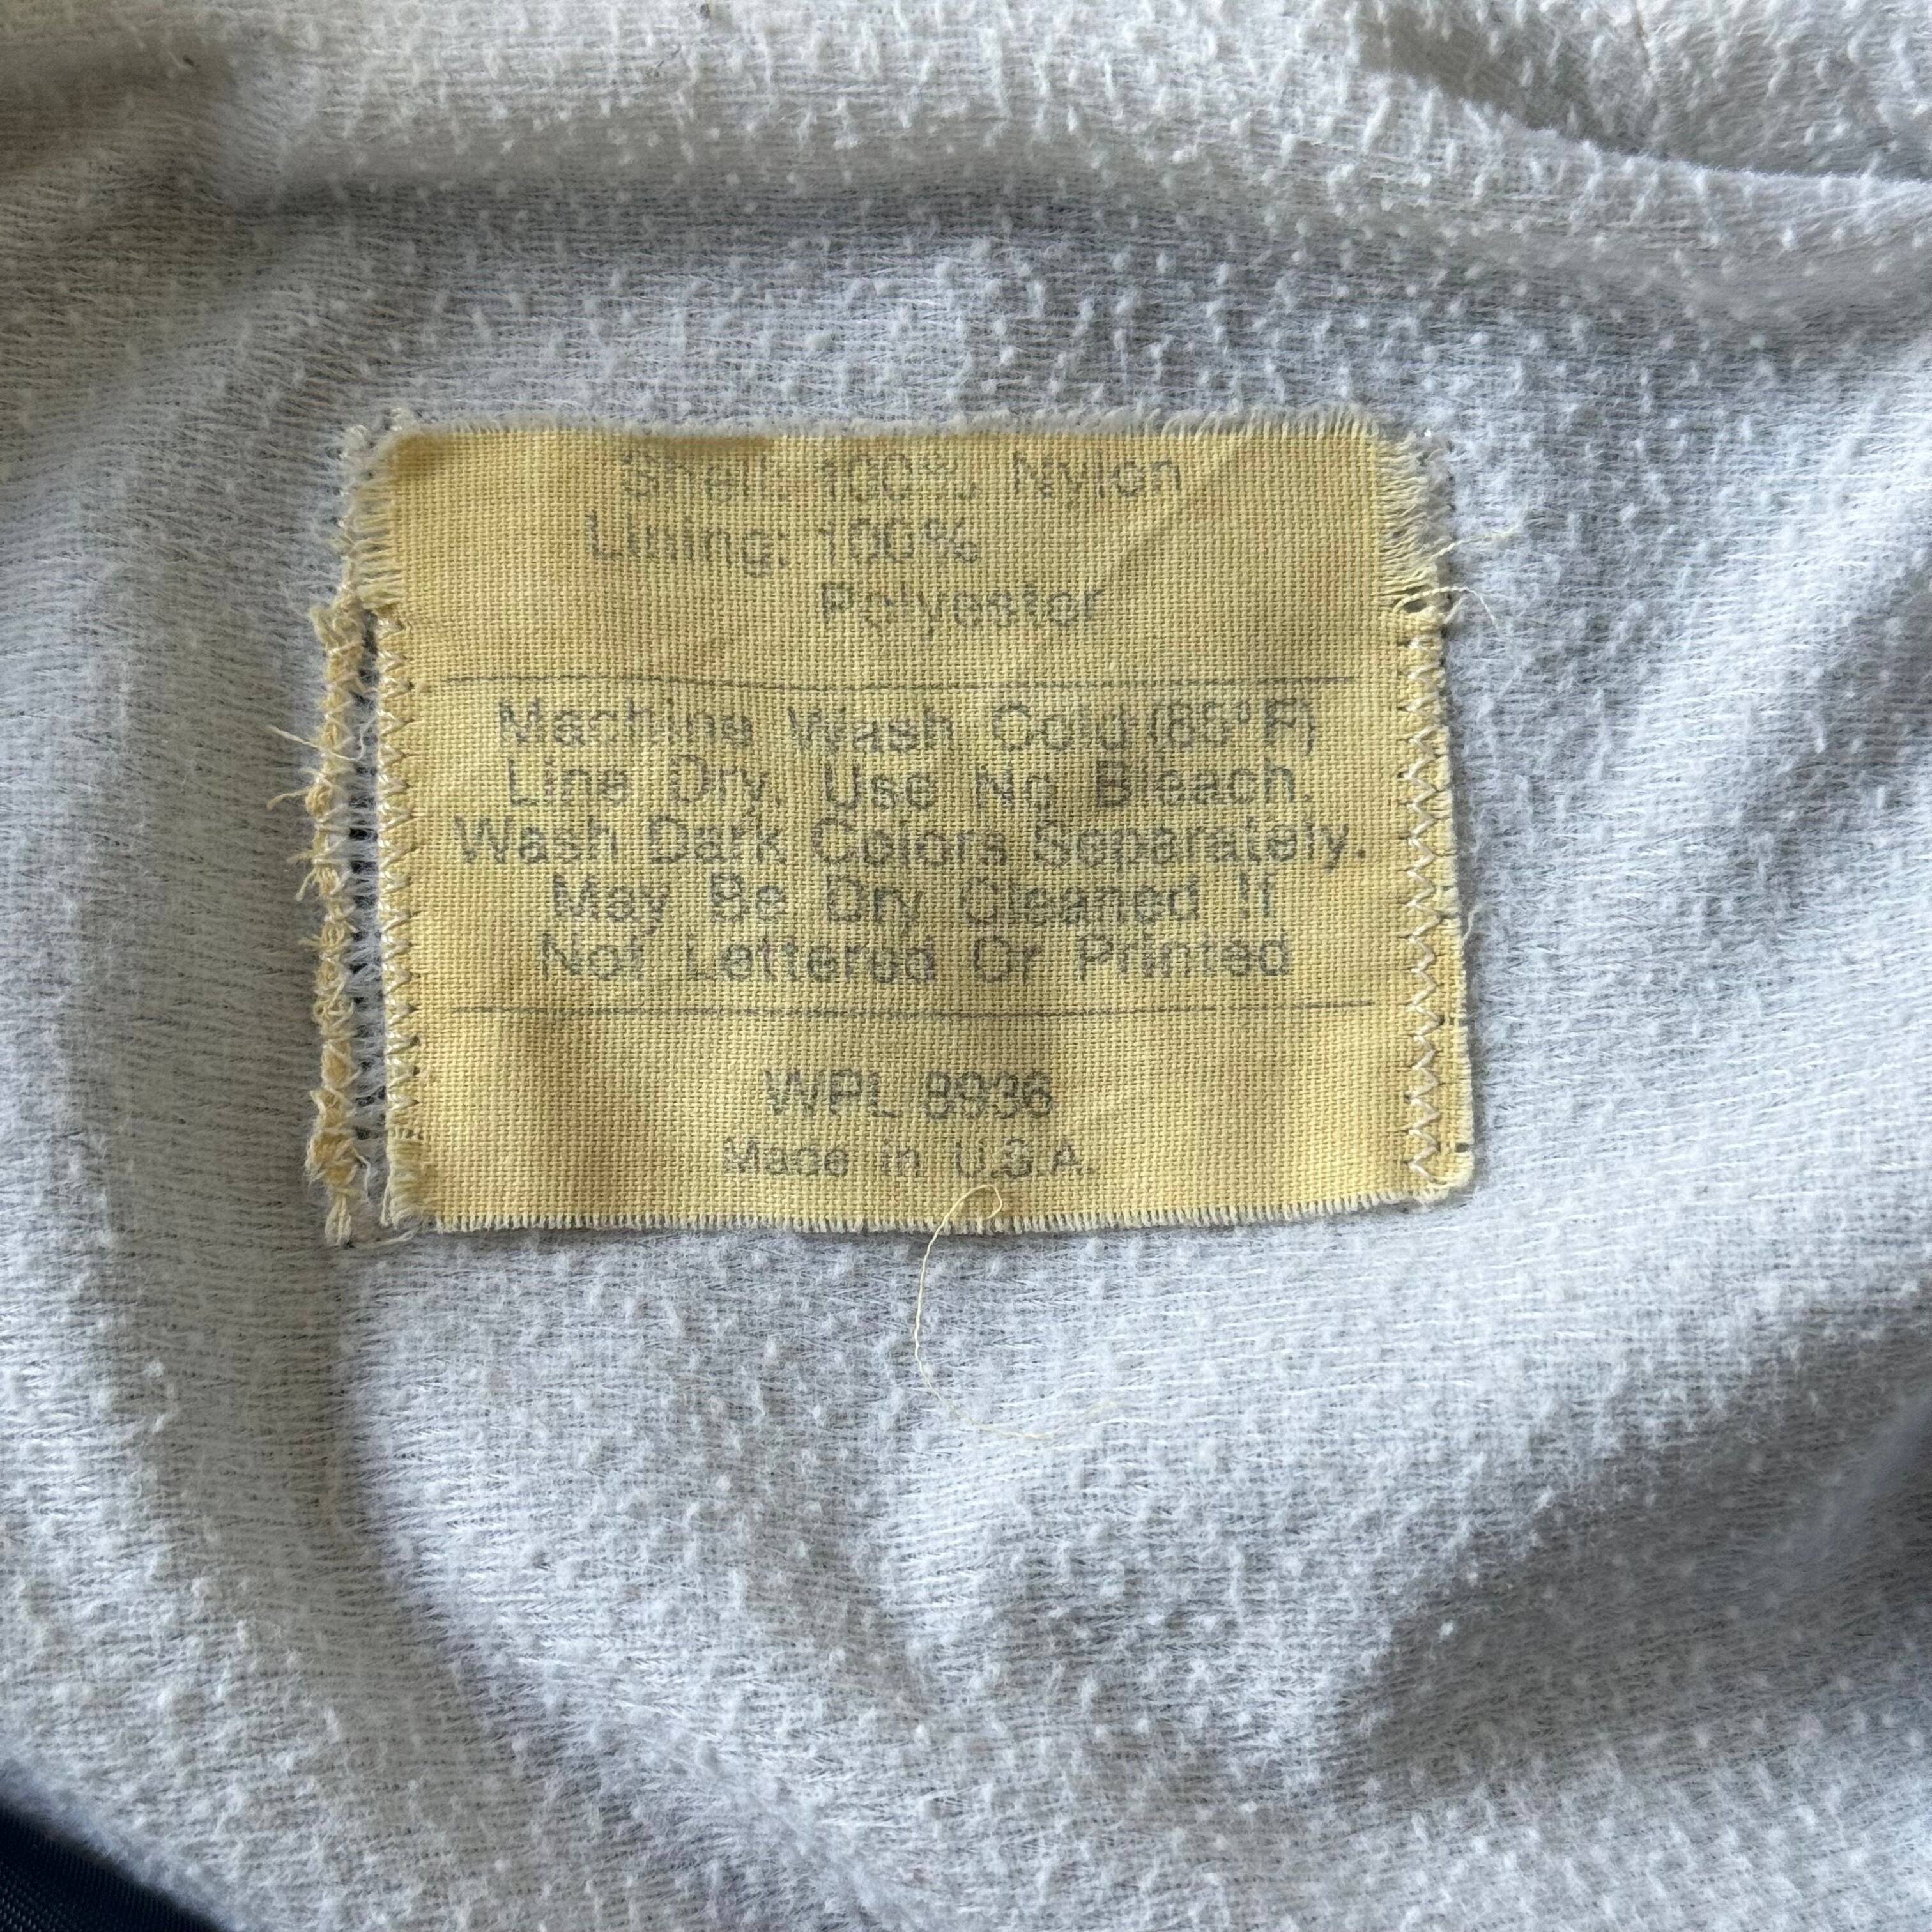 Shell: 100% Nylon
Lining: 100%
Polyester
Machine Wash Cold (85°F)
Line Dry. Use No Bleach.
Wash Dark Colors Separately.
May Be Dry Cleaned If
Not Lettered Or Printed
WPL 8936
Made in U.S.A.